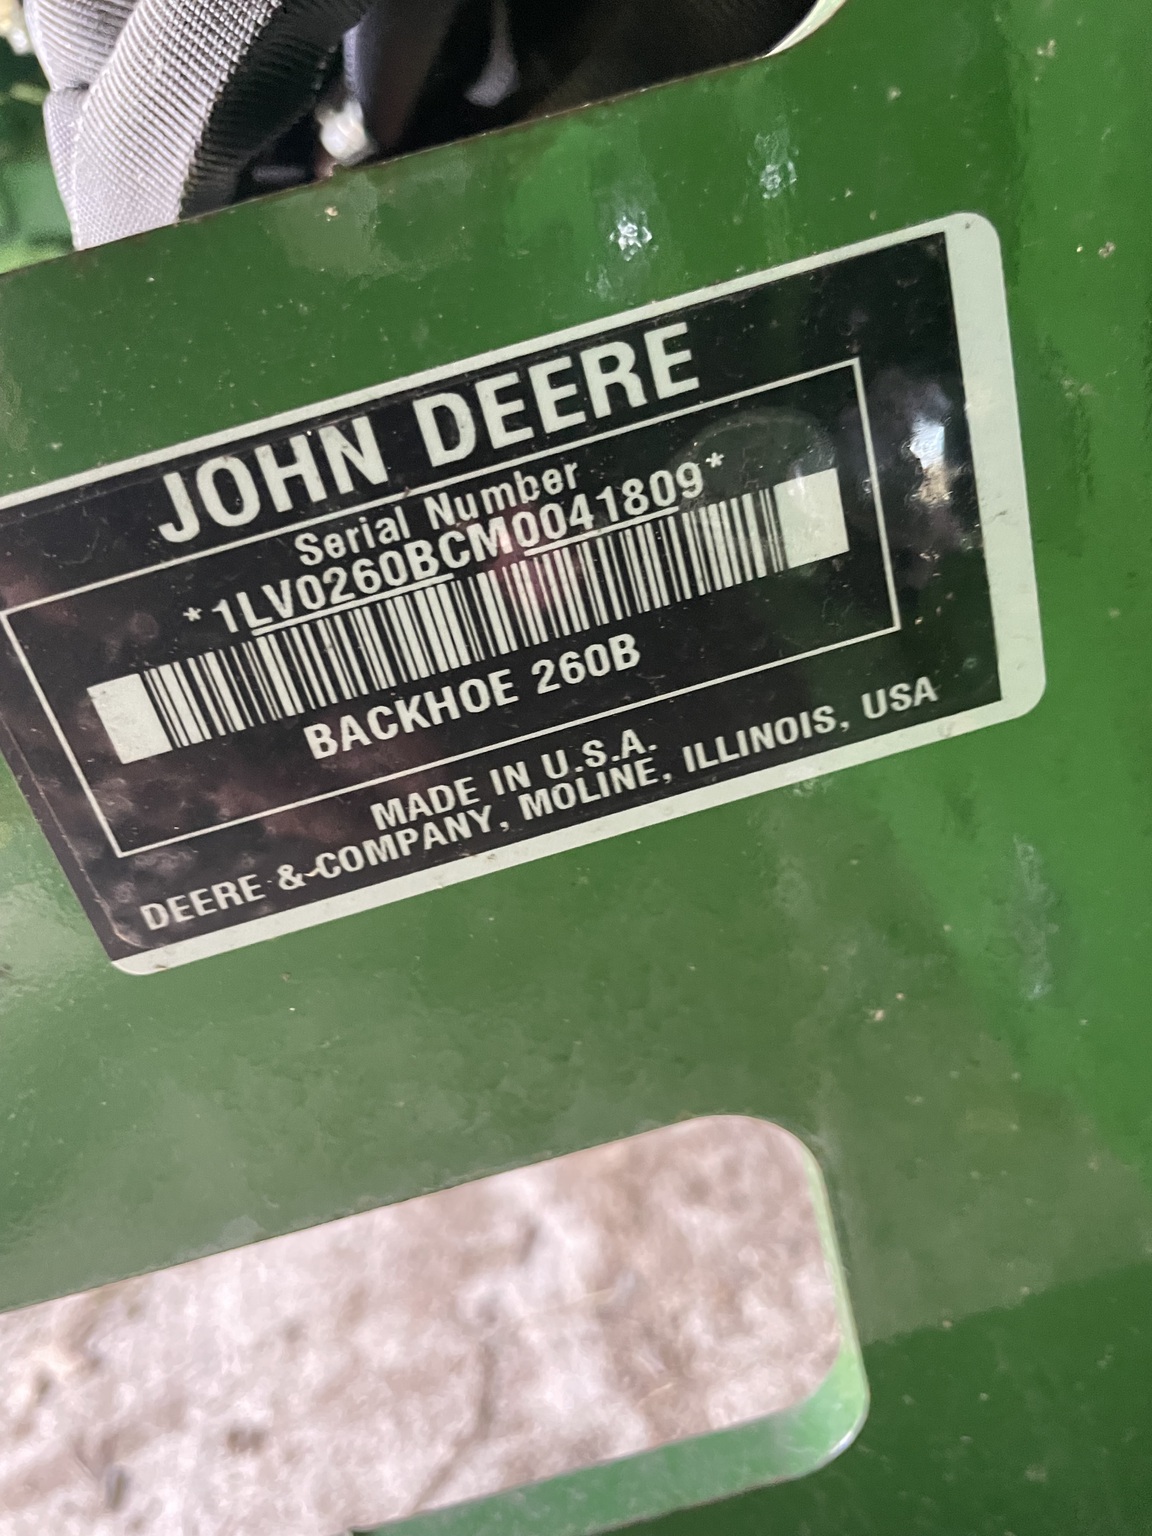 JOHN DEERE
Serial Number
*1LV0260BCM0041809*
BACKHOE 260B
MADE IN U.S.A.
DEERE & COMPANY, MOLINE, ILLINOIS, USA